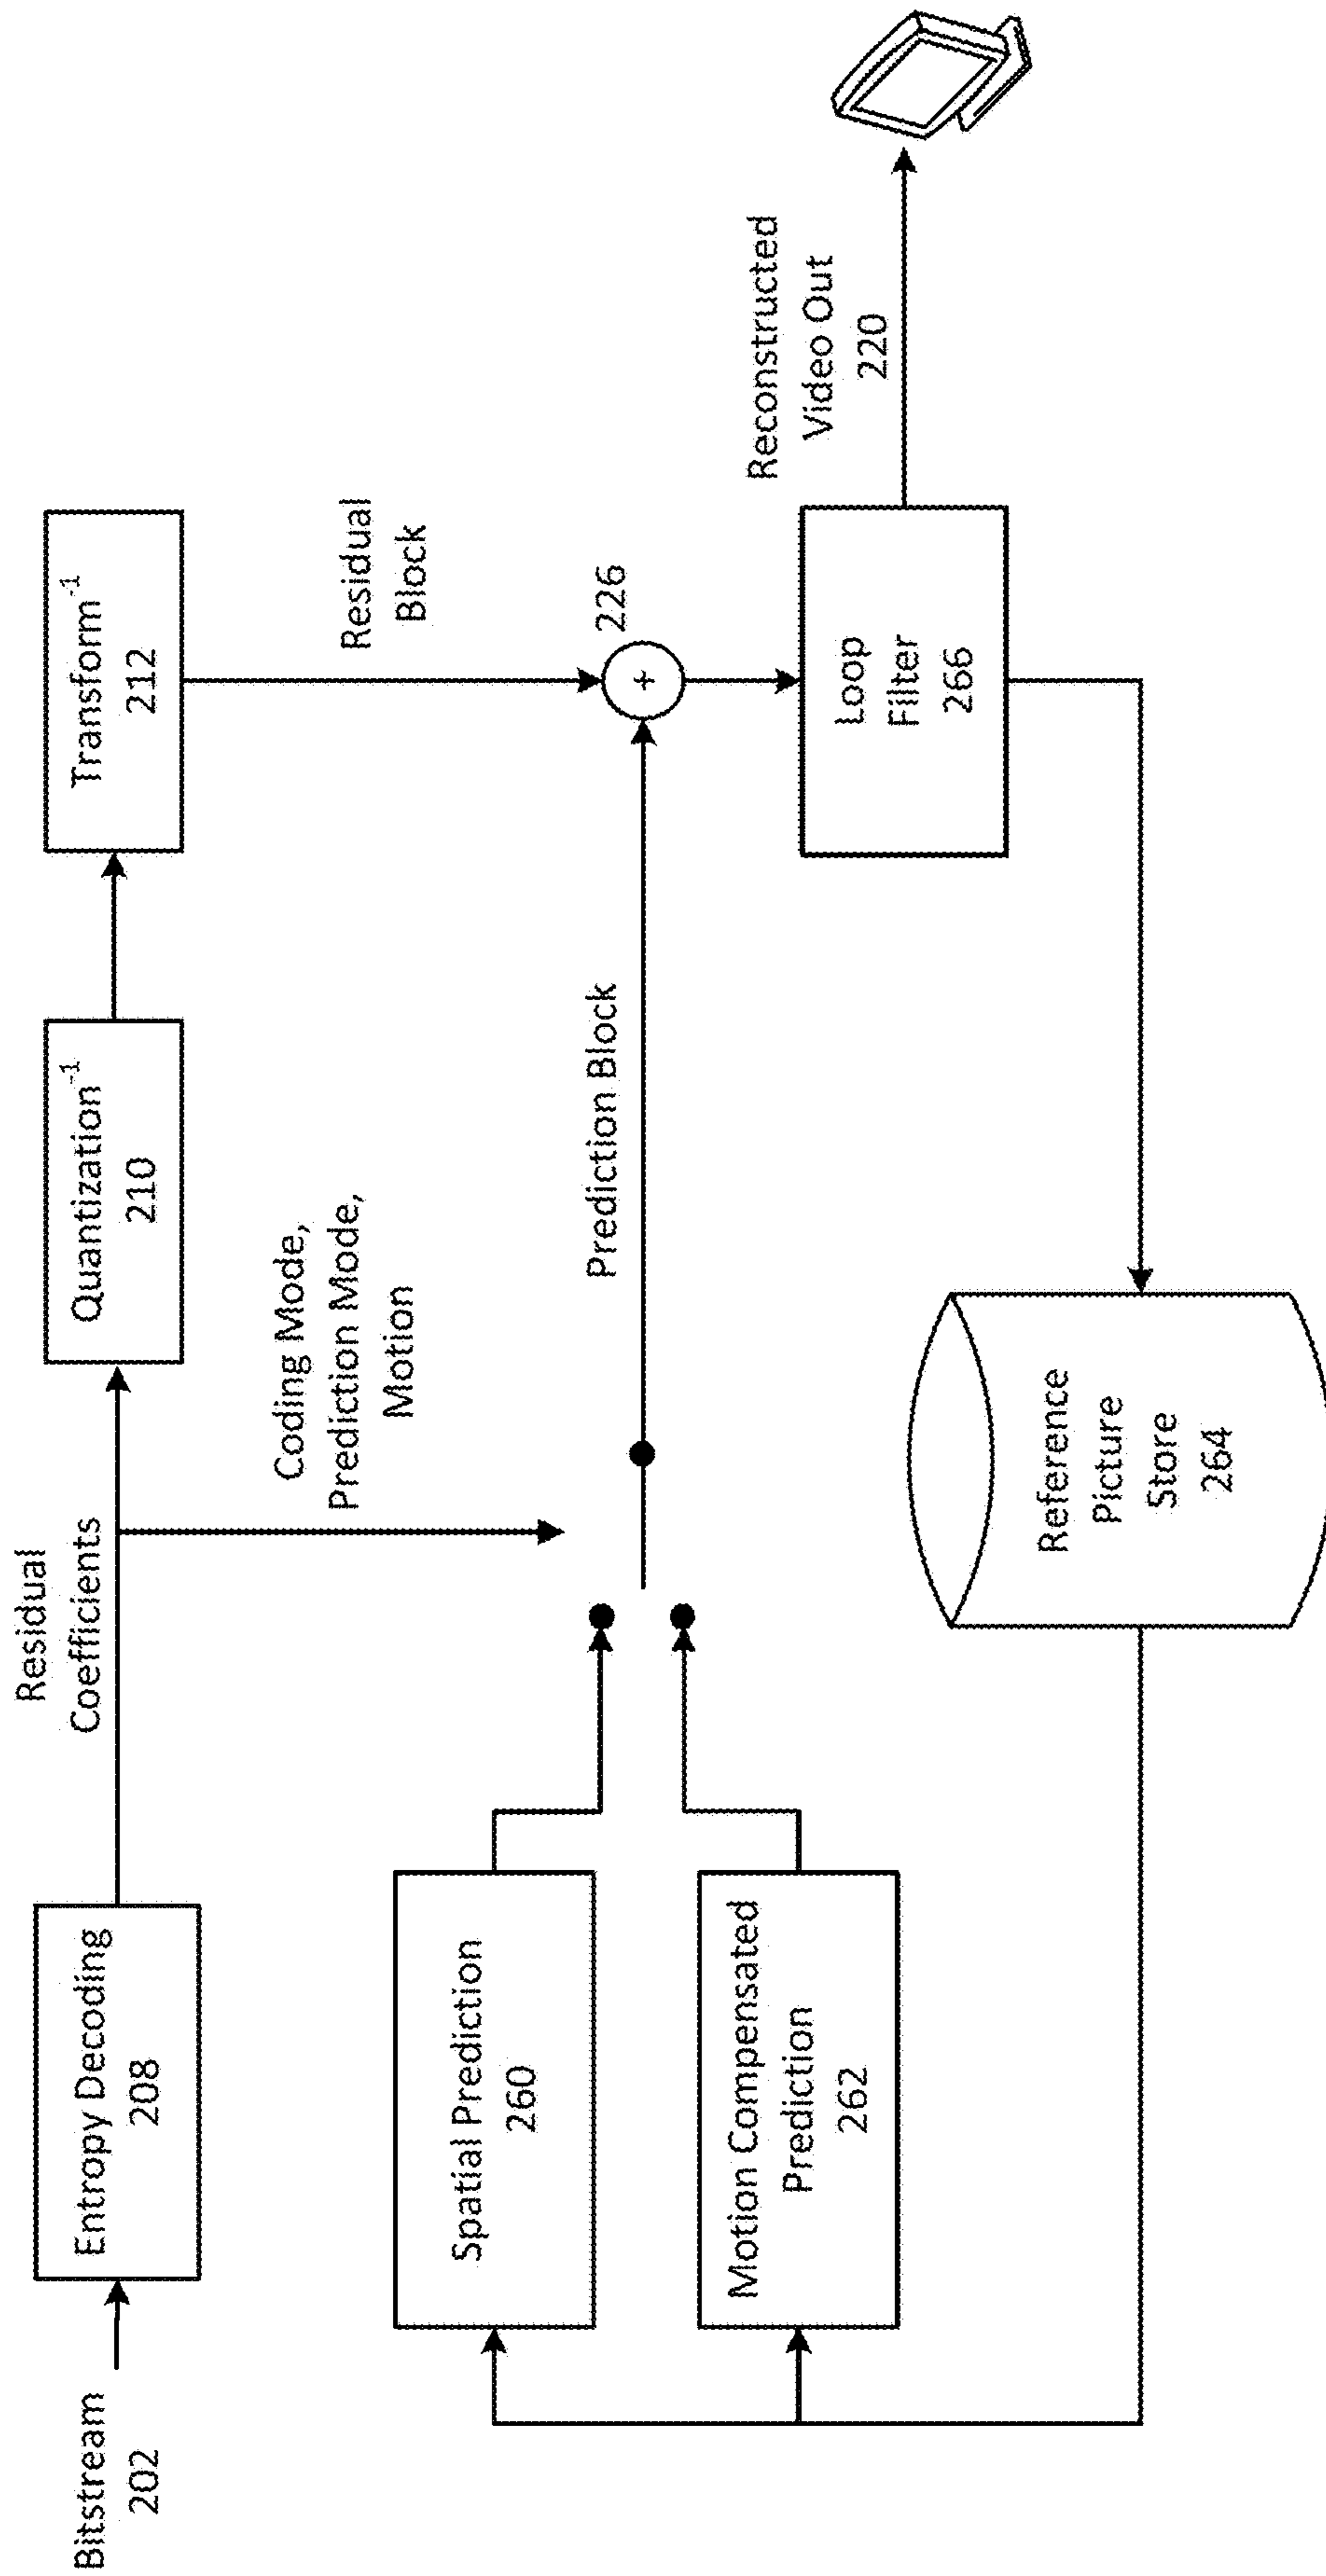 Bitstream
202
Entropy Decoding
208
Residual
Coefficients
Quantization-1
210
Transform-1
212
Coding Mode,
Prediction Mode,
Motion
Residual
Block
Spatial Prediction
260
Motion Compensated
Prediction
262
Prediction Block
+
226
Loop
Filter
266
Reconstructed
Video Out
220
Reference
Picture
Store
264